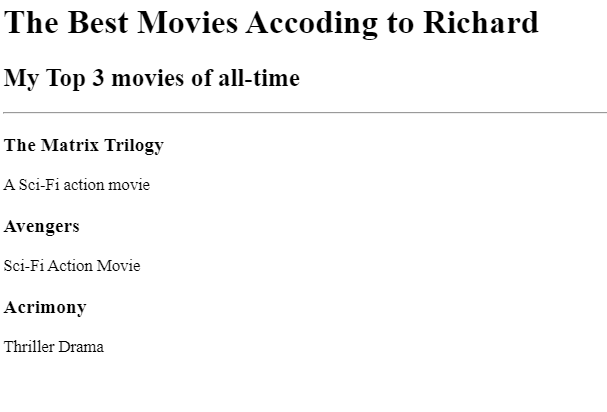 The Best Movies Accoding to Richard
My Top 3 movies of all-time
The Matrix Trilogy
A Sci-Fi action movie
Avengers
Sci-Fi Action Movie
Acrimony
Thriller Drama